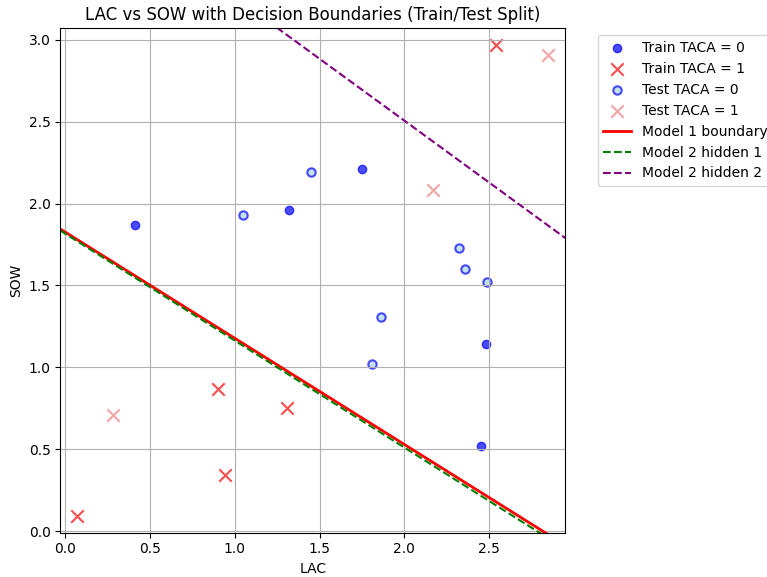 LAC vs SOW with Decision Boundaries (Train/Test Split)
3.0
2.5
2.0
1.5
1.0
0.5
0.0
SOW
0.0 0.5 1.0 1.5 2.0 2.5
LAC
Train TACA = 0
Train TACA = 1
Test TACA = 0
Test TACA = 1
Model 1 boundary
Model 2 hidden 1
Model 2 hidden 2